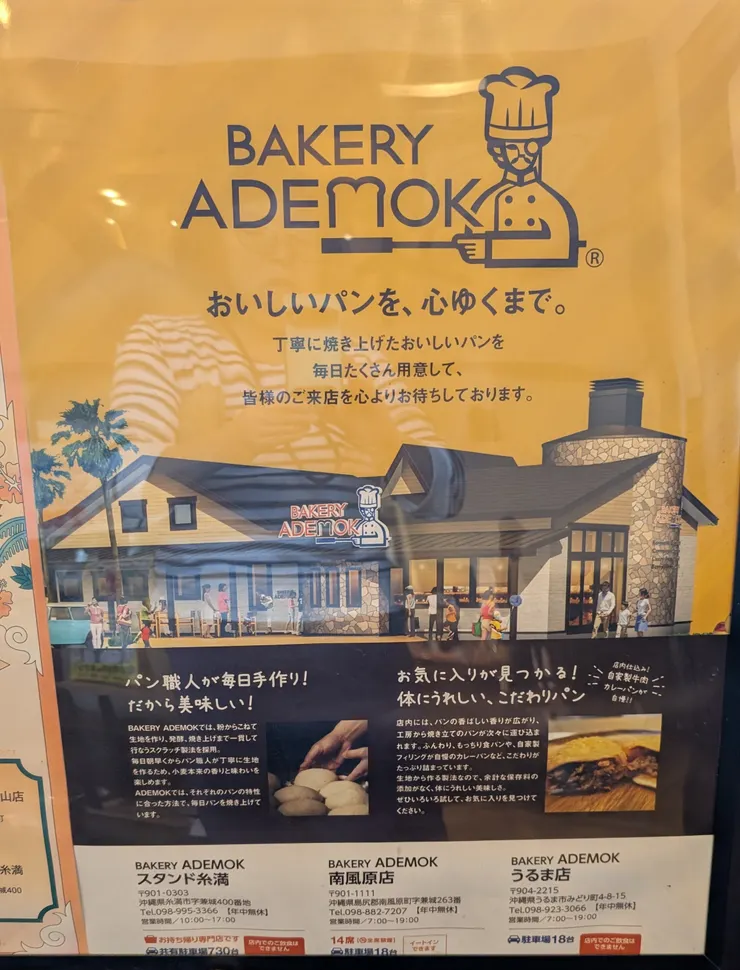 BAKERY
ADEMOK
®
おいしいパンを、心ゆくまで。
丁寧に焼き上げたおいしいパンを
毎日たくさん用意して、
皆様のご来店を心よりお待ちしております。
BAKERY
ADEMOK
パン職人が毎日手作り!
だから美味しい!
BAKERY ADEMOKでは、粉からこねて
生地を作り、発酵、焼き上げまで一貫して
行なうスクラッチ製法を採用。
毎日朝早くからパン職人が丁寧に生地
を作るため、小麦本来の香りと味わいを
楽しめます。
ADEMOKでは、それぞれのパンの特性
に合った方法で、毎日パンを焼き上げて
います。
お気に入りが見つかる!
体にうれしい、こだわりパン
店内仕込み!
自家製牛肉
カレーパンが
自慢!!
店内には、パンの香ばしい香りが広がり、
工房から焼き立てのパンが次々に運び込ま
れます。ふんわり、もっちり食パンや、自家製
フィリングが自慢のカレーパンなど、こだわりが
たっぷり詰まっています。
生地から作る製法なので、余計な保存料の
添加がなく、体にうれしい美味しさ。
ぜひいろいろ試して、お気に入りを見つけて
ください。
BAKERY ADEMOK
スタンド糸満
〒901-0303
沖縄県糸満市字兼城400番地
Tel.098-995-3366 【年中無休】
営業時間/10:00〜17:00
お持ち帰り専門店です
共有駐車場730台
店内でのご飲食は
できません
BAKERY ADEMOK
南風原店
〒901-1111
沖縄県島尻郡南風原町字兼城263番
Tel.098-882-7207 【年中無休】
営業時間/7:00〜19:00
14席
駐車場18台
イートイン
できます
BAKERY ADEMOK
うるま店
〒904-2215
沖縄県うるま市みどり町4-8-15
Tel.098-923-3066 【年中無休】
営業時間/7:00〜19:00
駐車場18台
店内でのご飲食は
できません
山店
糸満
城400